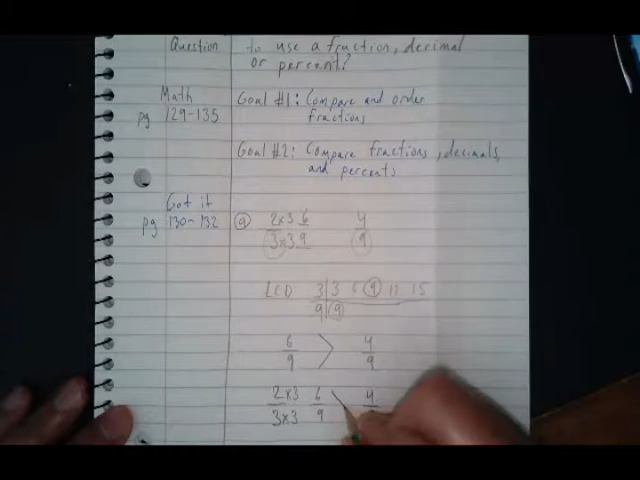 Question to use a fraction, decimal
or percent?
Math Goal #1: Compare and order
pg 129-135 fractions
Goal #2: Compare fractions, decimals,
and percents
Got it
pg 130-132 a 2x3 6 4
3x3 9 9
LCD 3 3 6 9 12 15
9 9
6 > 4
9 9
2x3 6 4
3x3 9